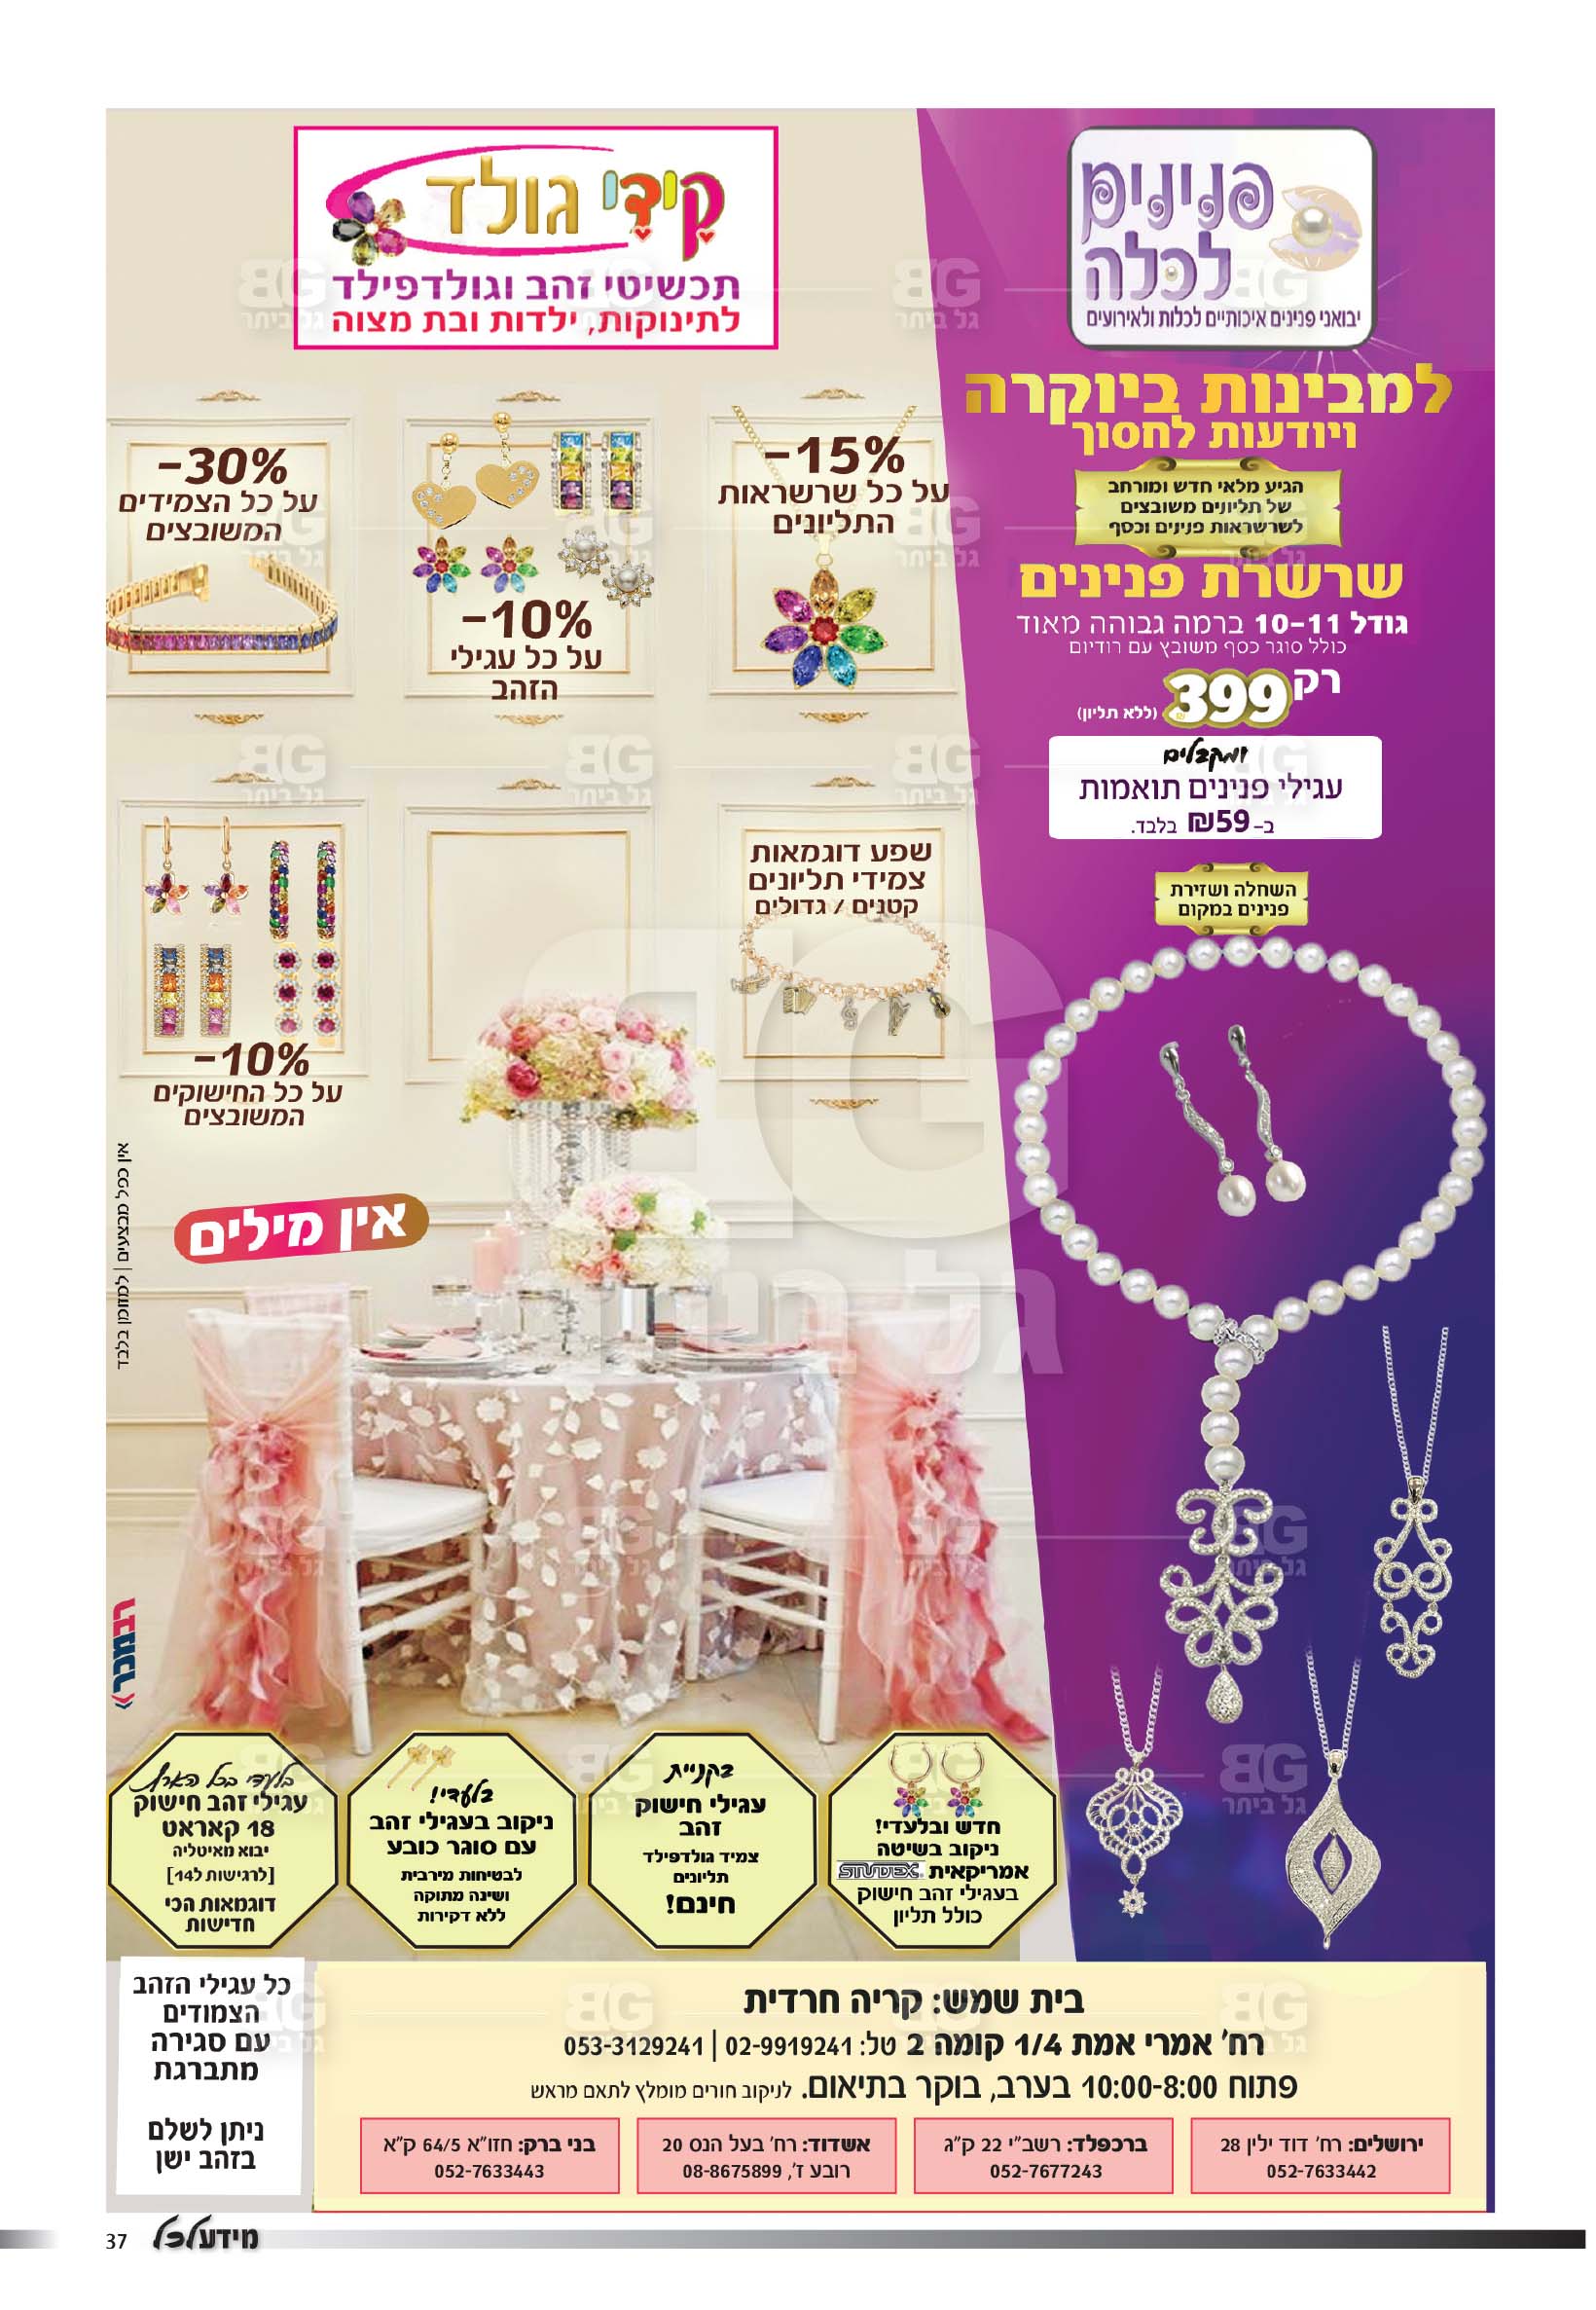 פנינים
לכלה
יבואני פנינים איכותיים לכלות ולאירועים
למבינות ביוקרה
ויודעות לחסוך
הגיע מלאי חדש ומורחב
של תליונים משובצים
לשרשראות פנינים וכסף
שרשרת פנינים
גודל 10-11 ברמה גבוהה מאוד
כולל סוגר כסף משובץ עם רודיום
רק 399 ₪ (ללא תליון)
ומקבלים
עגילי פנינים תואמות
ב-59₪ בלבד.
השחלה ושזירת
פנינים במקום
קידי גולד
תכשיטי זהב וגולדפילד
לתינוקות, ילדות ובת מצוה
-15%
על כל שרשראות
התליונים
-10%
על כל עגילי
הזהב
-30%
על כל הצמידים
המשובצים
שפע דוגמאות
צמידי תליונים
קטנים / גדולים
-10%
על כל החישוקים
המשובצים
אין כפל מבצעים | למזומן בלבד
אין מילים
רבמכר
חדש ובלעדי!
ניקוב בשיטה
אמריקאית STUDEX®
בעגילי זהב חישוק
כולל תליון
בקניית
עגילי חישוק
זהב
צמיד גולדפילד
תליונים
חינם!
בלעדי!
ניקוב בעגילי זהב
עם סוגר כובע
לבטיחות מירבית
ושינה מתוקה
ללא דקירות
בלעדי בכל הארץ
עגילי זהב חישוק
18 קאראט
יבוא מאיטליה
[לרגישות ל14]
דוגמאות הכי
חדישות
כל עגילי הזהב
הצמודים
עם סגירה
מתברגת
ניתן לשלם
בזהב ישן
בית שמש: קריה חרדית
רח' אמרי אמת 1/4 קומה 2 טל: 02-9919241 | 053-3129241
פתוח 10:00-8:00 בערב, בוקר בתיאום. לניקוב חורים מומלץ לתאם מראש
ירושלים: רח' דוד ילין 28
052-7633442
ברכפלד: רשב"י 22 ק"ג
052-7677243
אשדוד: רח' בעל הנס 20
רובע ז', 08-8675899
בני ברק: חזו"א 64/5 ק"א
052-7633443
מידע לכל
37
BG
גל ביתר